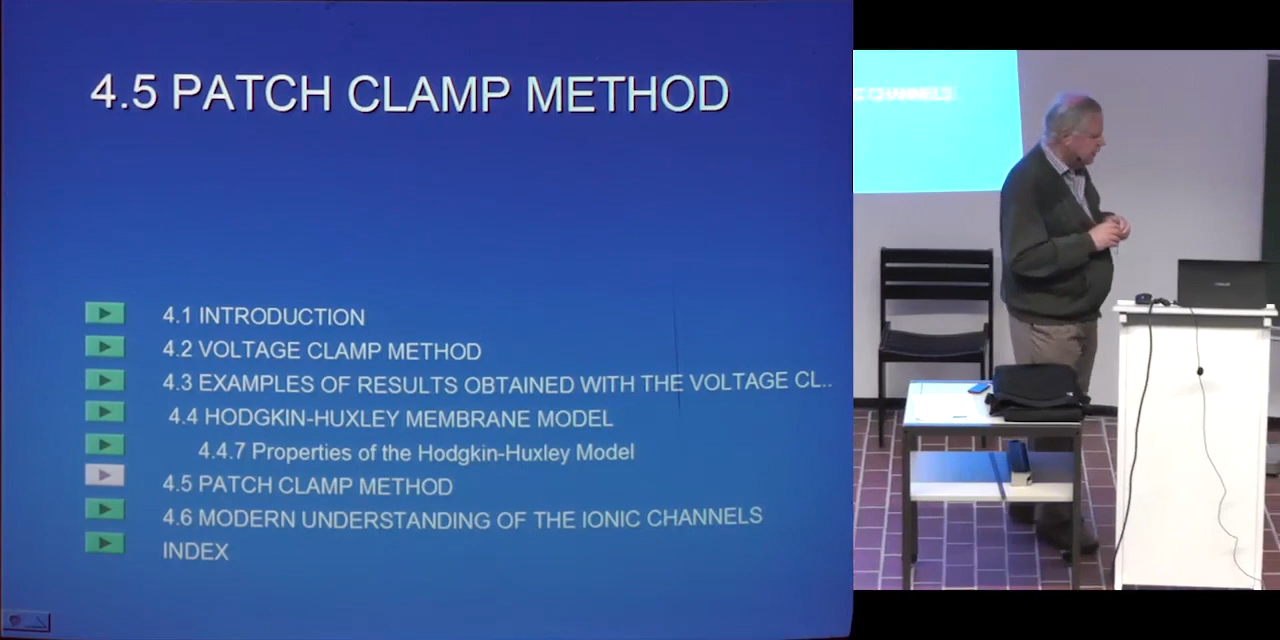 4.5 PATCH CLAMP METHOD
4.1 INTRODUCTION
4.2 VOLTAGE CLAMP METHOD
4.3 EXAMPLES OF RESULTS OBTAINED WITH THE VOLTAGE CL..
4.4 HODGKIN-HUXLEY MEMBRANE MODEL
4.4.7 Properties of the Hodgkin-Huxley Model
4.5 PATCH CLAMP METHOD
4.6 MODERN UNDERSTANDING OF THE IONIC CHANNELS
INDEX
C CHANNELS